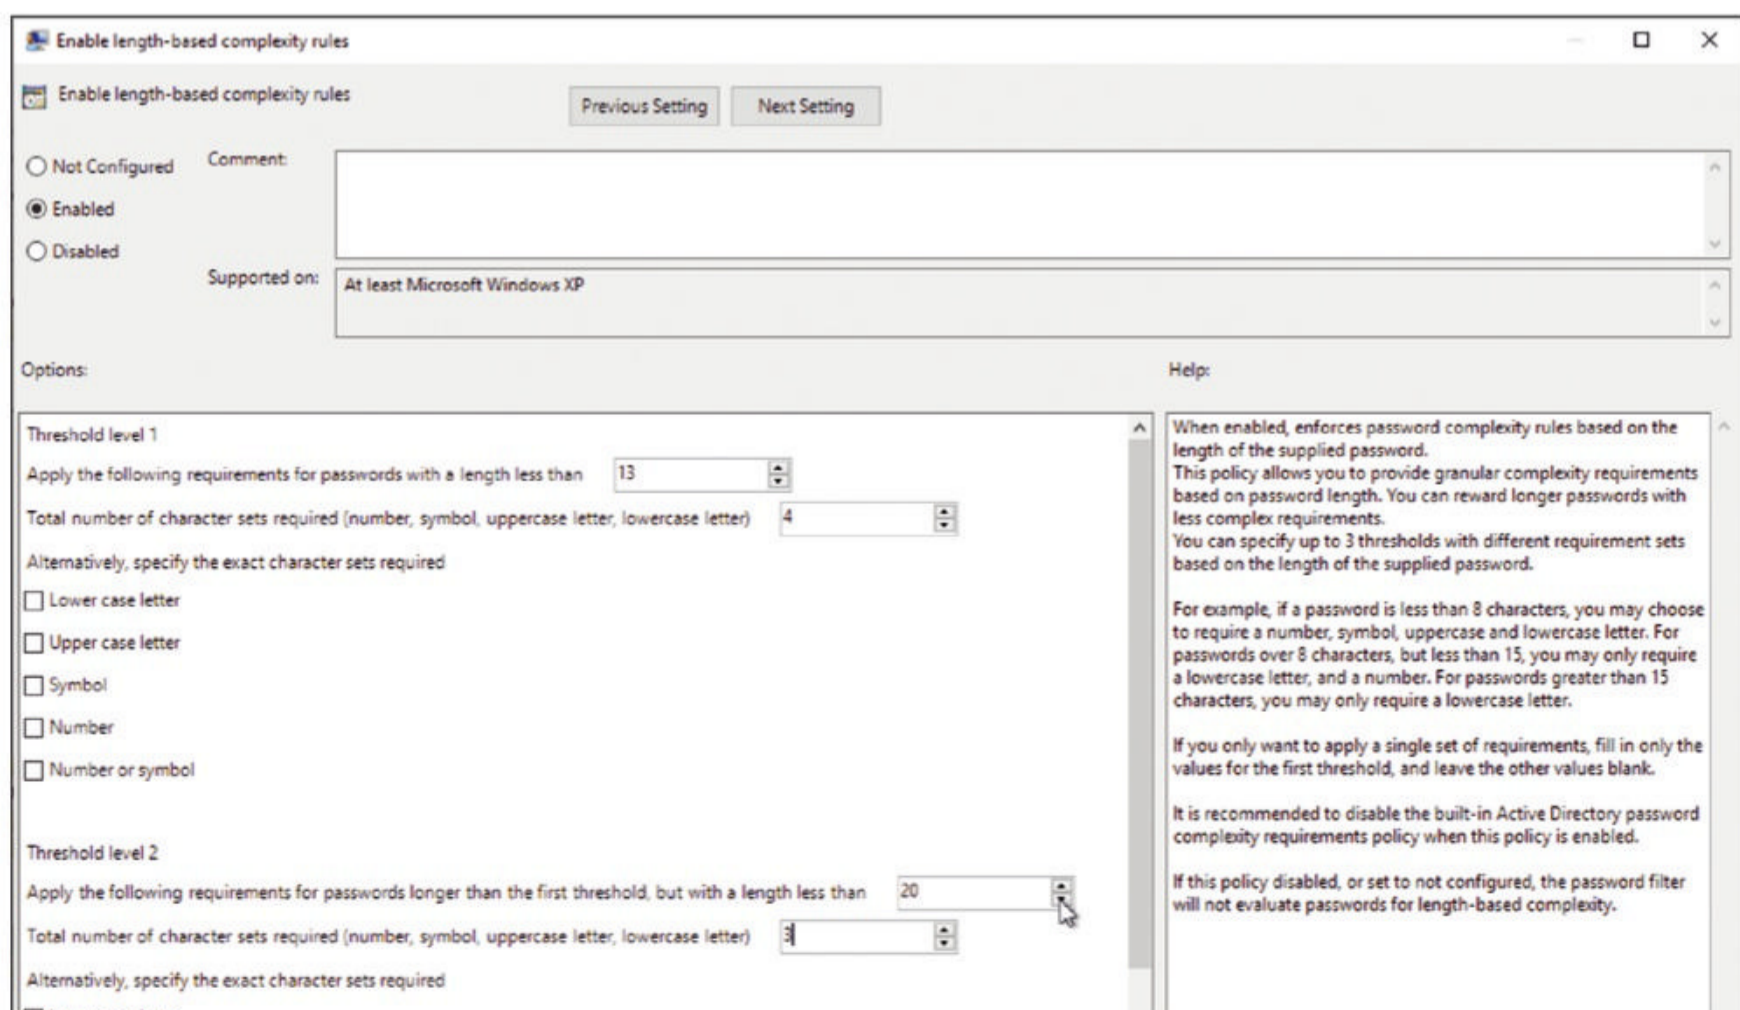 Enable length-based complexity rules
Enable length-based complexity rules
Previous Setting
Next Setting
Not Configured
Enabled
Disabled
Comment:
Supported on:
At least Microsoft Windows XP
Options:
Help:
Threshold level 1
Apply the following requirements for passwords with a length less than 13
Total number of character sets required (number, symbol, uppercase letter, lowercase letter) 4
Alternatively, specify the exact character sets required
Lower case letter
Upper case letter
Symbol
Number
Number or symbol
Threshold level 2
Apply the following requirements for passwords longer than the first threshold, but with a length less than 20
Total number of character sets required (number, symbol, uppercase letter, lowercase letter) 3
Alternatively, specify the exact character sets required
When enabled, enforces password complexity rules based on the
length of the supplied password.
This policy allows you to provide granular complexity requirements
based on password length. You can reward longer passwords with
less complex requirements.
You can specify up to 3 thresholds with different requirement sets
based on the length of the supplied password.
For example, if a password is less than 8 characters, you may choose
to require a number, symbol, uppercase and lowercase letter. For
passwords over 8 characters, but less than 15, you may only require
a lowercase letter, and a number. For passwords greater than 15
characters, you may only require a lowercase letter.
If you only want to apply a single set of requirements, fill in only the
values for the first threshold, and leave the other values blank.
It is recommended to disable the built-in Active Directory password
complexity requirements policy when this policy is enabled.
If this policy disabled, or set to not configured, the password filter
will not evaluate passwords for length-based complexity.